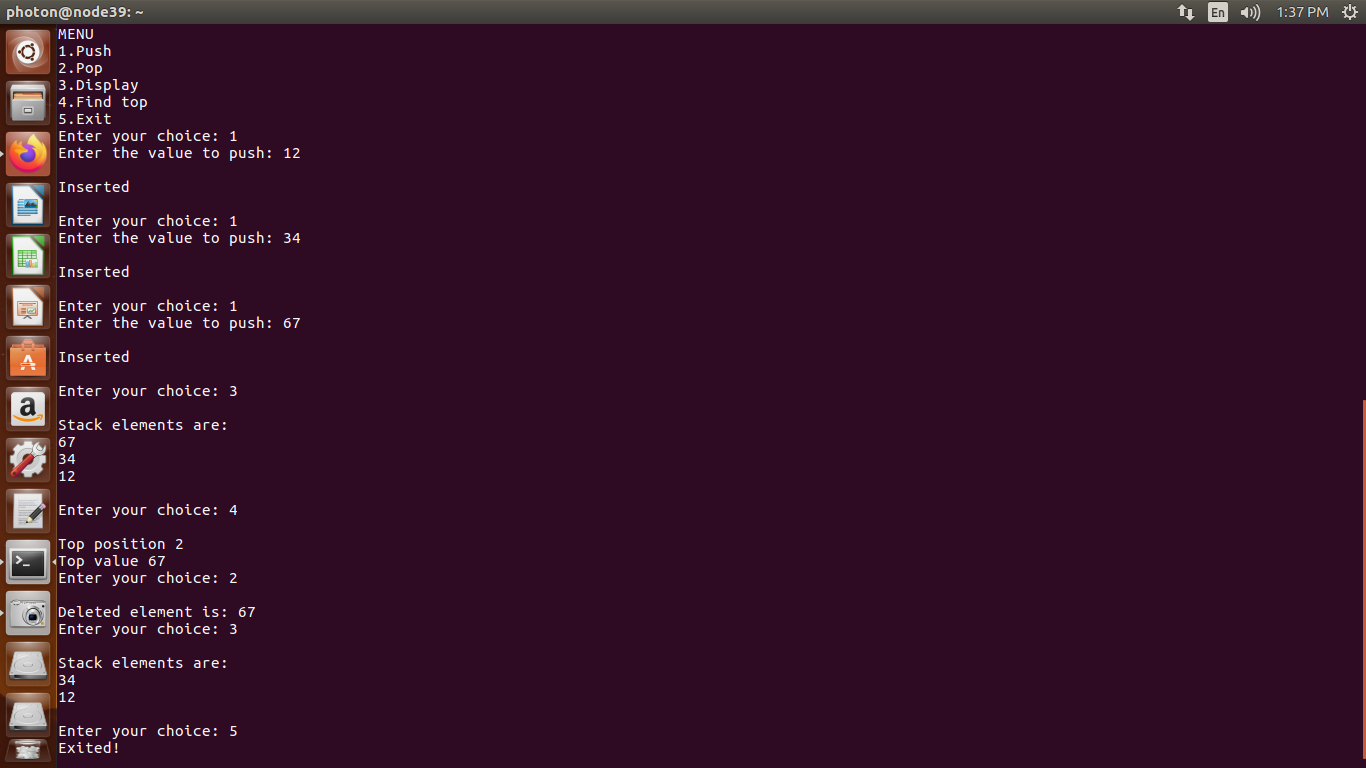 photon@node39: ~
En
1:37 PM
MENU
1.Push
2.Pop
3.Display
4.Find top
5.Exit
Enter your choice: 1
Enter the value to push: 12
Inserted
Enter your choice: 1
Enter the value to push: 34
Inserted
Enter your choice: 1
Enter the value to push: 67
Inserted
Enter your choice: 3
Stack elements are:
67
34
12
Enter your choice: 4
Top position 2
Top value 67
Enter your choice: 2
Deleted element is: 67
Enter your choice: 3
Stack elements are:
34
12
Enter your choice: 5
Exited!